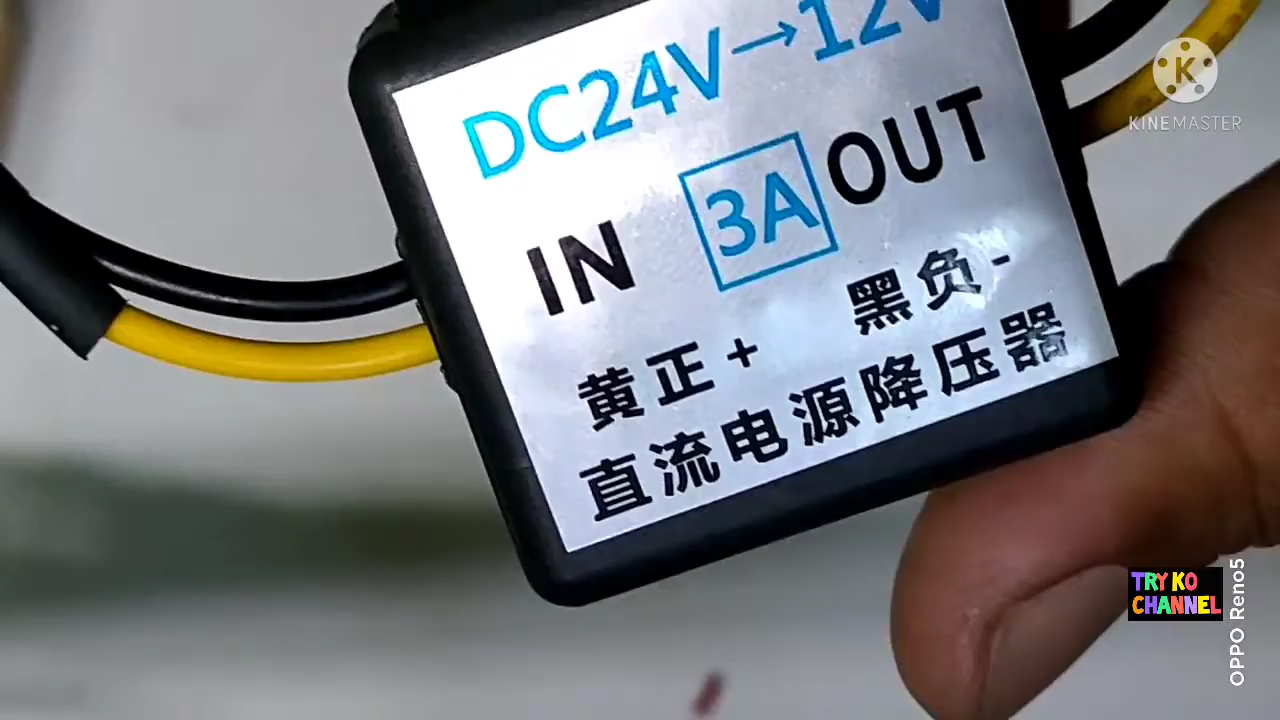 DC24V→12V
IN 3A OUT
黄正+ 黑负-
直流电源降压器
K
KINEMASTER
TRY KO
CHANNEL
OPPO Reno5